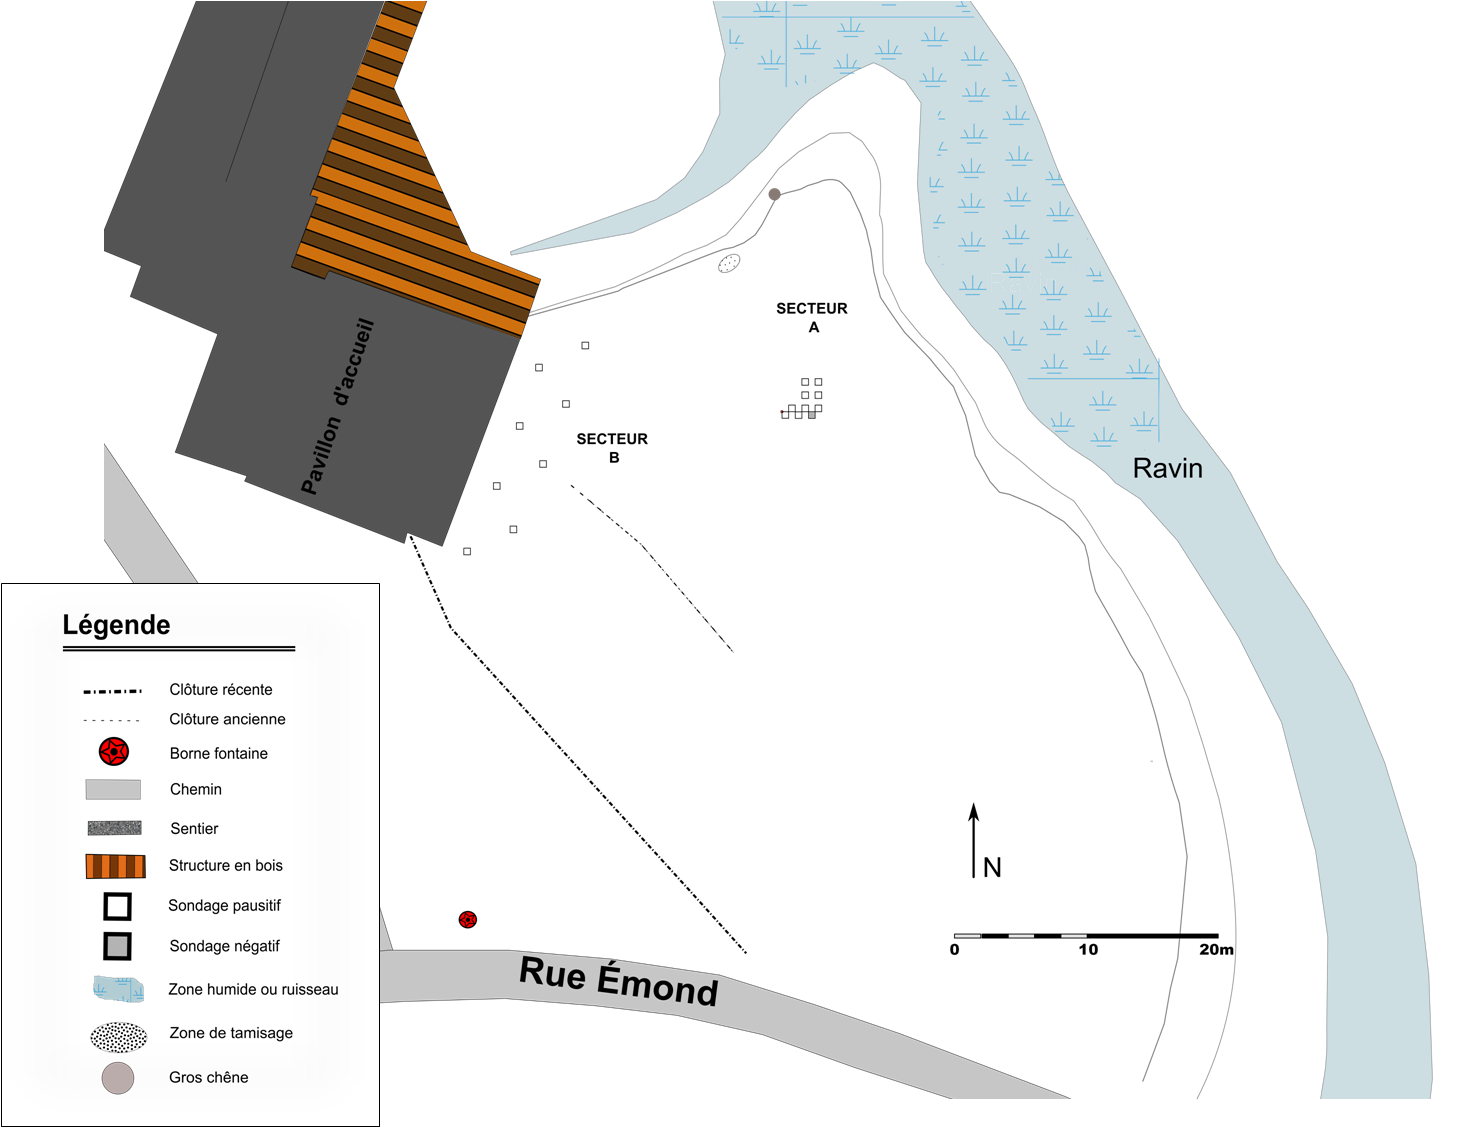 SECTEUR
A
Pavillon d'accueil
SECTEUR
B
Ravin
Légende
Clôture récente
Clôture ancienne
Borne fontaine
Chemin
Sentier
Structure en bois
Sondage pausitif
Sondage négatif
Zone humide ou ruisseau
Zone de tamisage
Gros chêne
N
0 10 20m
Rue Émond